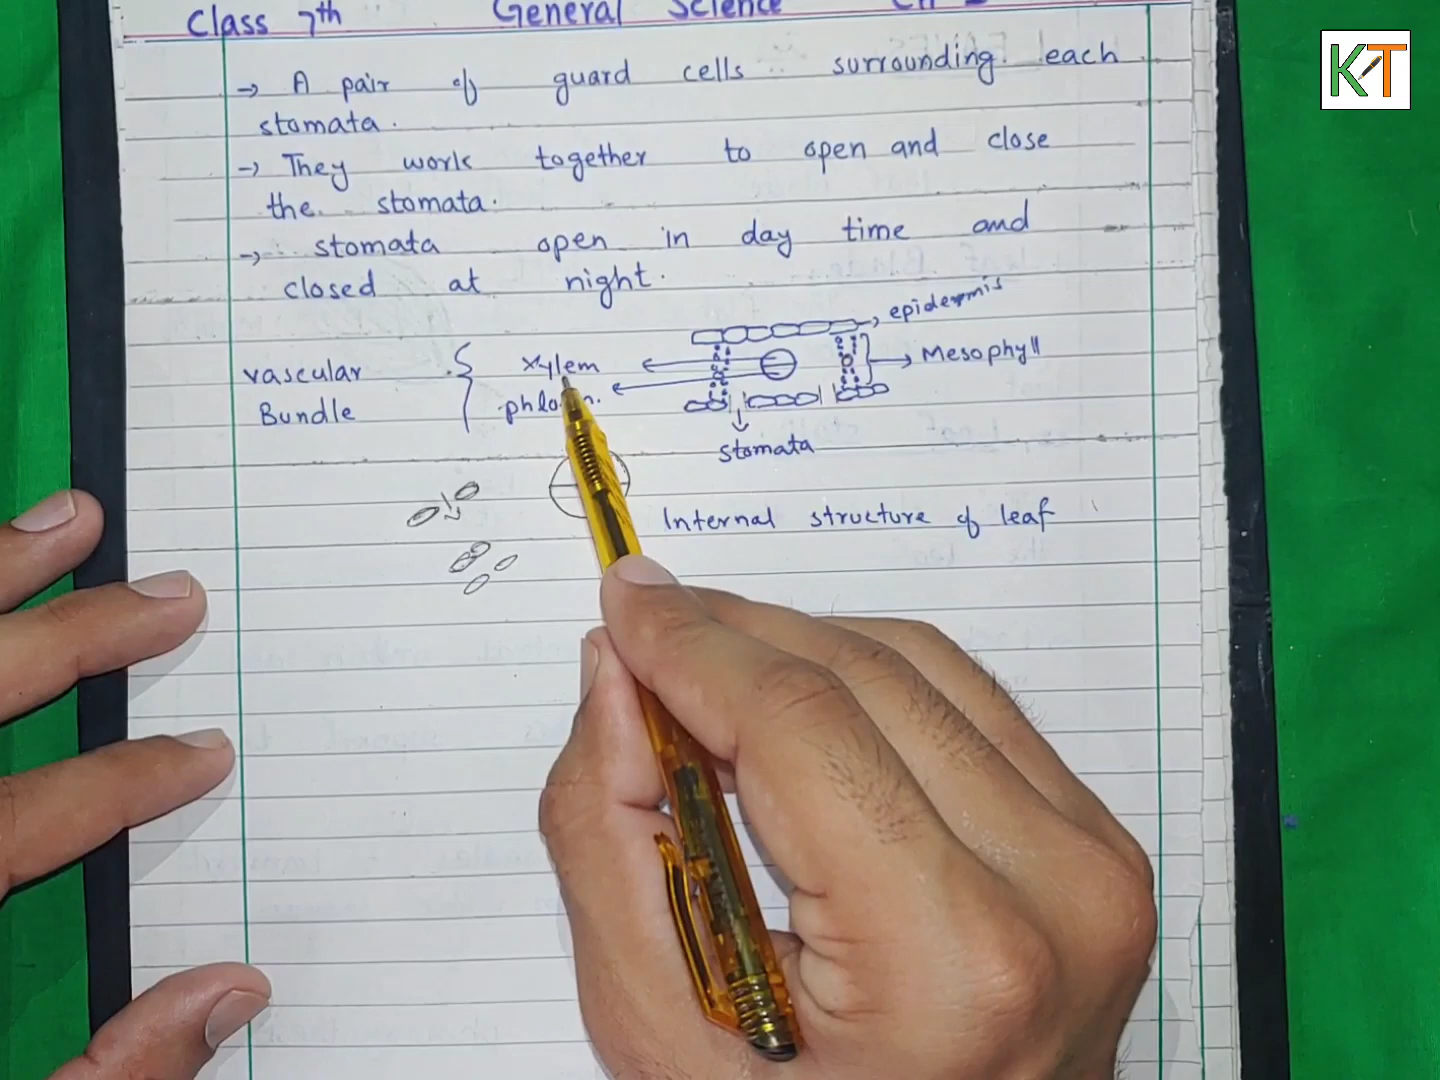 Class 7th General Science
→ A pair of guard cells surrounding each
stomata.
→ They work together to open and close
the stomata.
→ stomata open in day time and
closed at night.
epidermis
Vascular Xylem Mesophyll
Bundle
stomata
Internal structure of leaf
KT